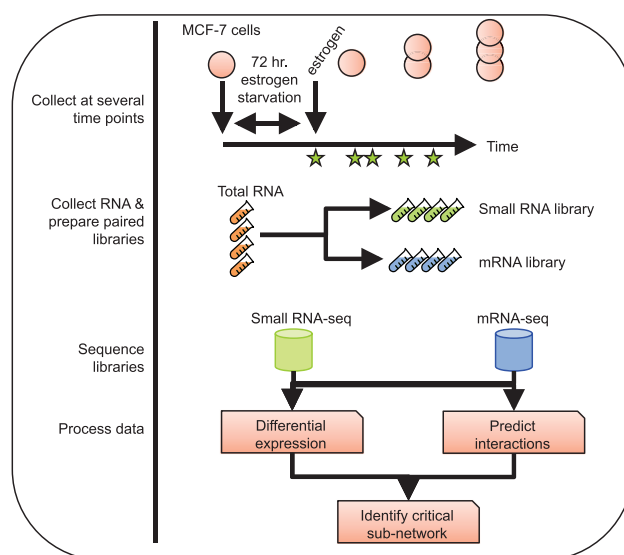 MCF-7 cells
72 hr.
estrogen
starvation
estrogen
Collect at several
time points
Time
Collect RNA &
prepare paired
libraries
Total RNA
Small RNA library
mRNA library
Small RNA-seq
mRNA-seq
Sequence
libraries
Process data
Differential
expression
Predict
interactions
Identify critical
sub-network